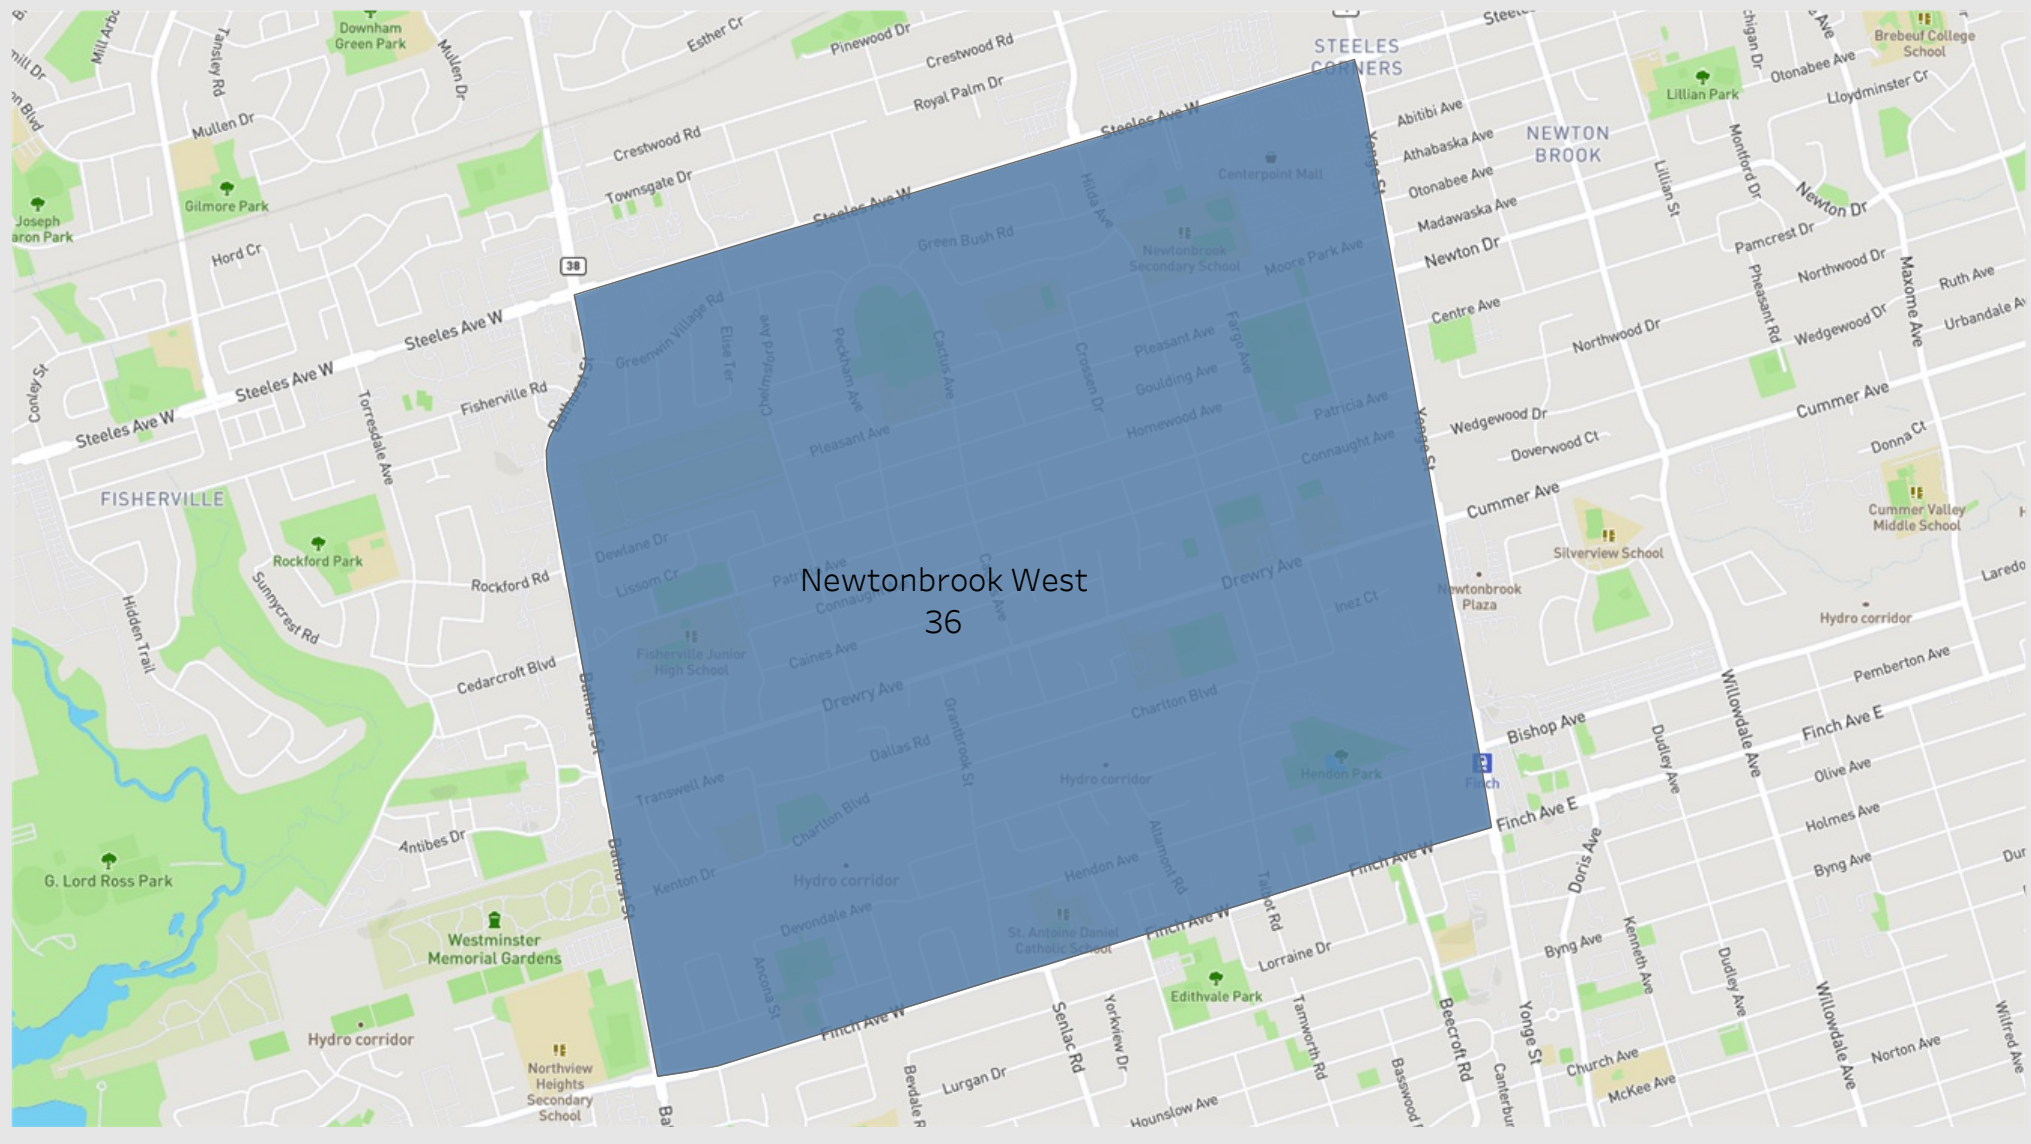 Downham
Green Park
Mill Arbo
Tansley Rd
Mullen Dr
Esther Cr
Pinewood Dr
Crestwood Rd
Royal Palm Dr
STEELES
CORNERS
Brebeuf College
School
Otonabee Ave
Lloydminster Cr
Lillian Park
Mullen Dr
Crestwood Rd
Townsgate Dr
Steeles Ave W
Abitibi Ave
Athabaska Ave
Otonabee Ave
Madawaska Ave
NEWTON
BROOK
Montford Dr
Lillian St
Newton Dr
Joseph
aron Park
Gilmore Park
Hord Cr
38
Steeles Ave W
Green Bush Rd
Hilda Ave
Centerpoint Mall
Newtonbrook
Secondary School
Moore Park Ave
Yonge St
Newton Dr
Pamcrest Dr
Northwood Dr
Pheasant Rd
Maxome Ave
Ruth Ave
Urbandale Av
Centre Ave
Northwood Dr
Wedgewood Dr
Steeles Ave W
Steeles Ave W
Steeles Ave W
Conley St
Fisherville Rd
Torresdale Ave
Bathurst St
Greenwin Village Rd
Elise Ter
Chelmsford Ave
Peckham Ave
Cactus Ave
Crossen Dr
Pleasant Ave
Goulding Ave
Homewood Ave
Fargo Ave
Patricia Ave
Connaught Ave
Pleasant Ave
Yonge St
Wedgewood Dr
Doverwood Ct
Cummer Ave
Cummer Ave
Donna Ct
Cummer Valley
Middle School
FISHERVILLE
Rockford Park
Rockford Rd
Sunnycrest Rd
Hidden Trail
Cedarcroft Blvd
Dewlane Dr
Lissom Cr
Newtonbrook West
36
Drewry Ave
Inez Ct
Silverview School
Newtonbrook
Plaza
Hydro corridor
Laredo
Fisherville Junior
High School
Caines Ave
Drewry Ave
Bathurst St
Dallas Rd
Grantbrook St
Charlton Blvd
Hydro corridor
Hendon Park
Finch
Bishop Ave
Pemberton Ave
Finch Ave E
Willowdale Ave
Dudley Ave
Olive Ave
Holmes Ave
Byng Ave
Transwell Ave
Charlton Blvd
Antibes Dr
G. Lord Ross Park
Bathurst St
Kenton Dr
Hydro corridor
Hendon Ave
Altamont Rd
Talbot Rd
Finch Ave W
Finch Ave E
Doris Ave
Devondale Ave
Ancona St
St. Antoine Daniel
Catholic School
Finch Ave W
Finch Ave W
Westminster
Memorial Gardens
Hydro corridor
Northview
Heights
Secondary
School
Lorraine Dr
Edithvale Park
Byng Ave
Kenneth Ave
Dudley Ave
Willowdale Ave
Wilfred Ave
Senlac Rd
Yorkview Dr
Tamworth Rd
Beecroft Rd
Yonge St
Church Ave
McKee Ave
Norton Ave
Lurgan Dr
Hounslow Ave
Bevdale R
Basswood
Canterbur